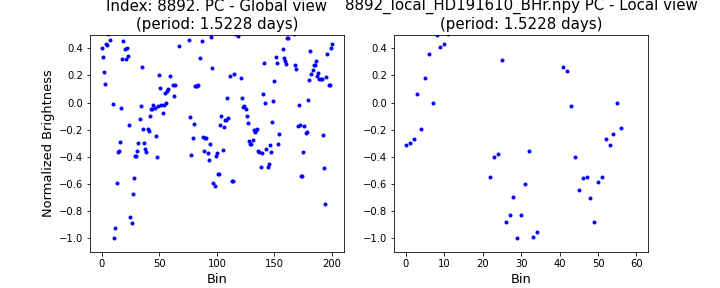 Index: 8892. PC - Global view
(period: 1.5228 days)
8892_local_HD191610_BHr.npy PC - Local view
(period: 1.5228 days)
Normalized Brightness
0.4
0.2
0.0
−0.2
−0.4
−0.6
−0.8
−1.0
0 50 100 150 200
Bin
0.4
0.2
0.0
−0.2
−0.4
−0.6
−0.8
−1.0
0 10 20 30 40 50 60
Bin